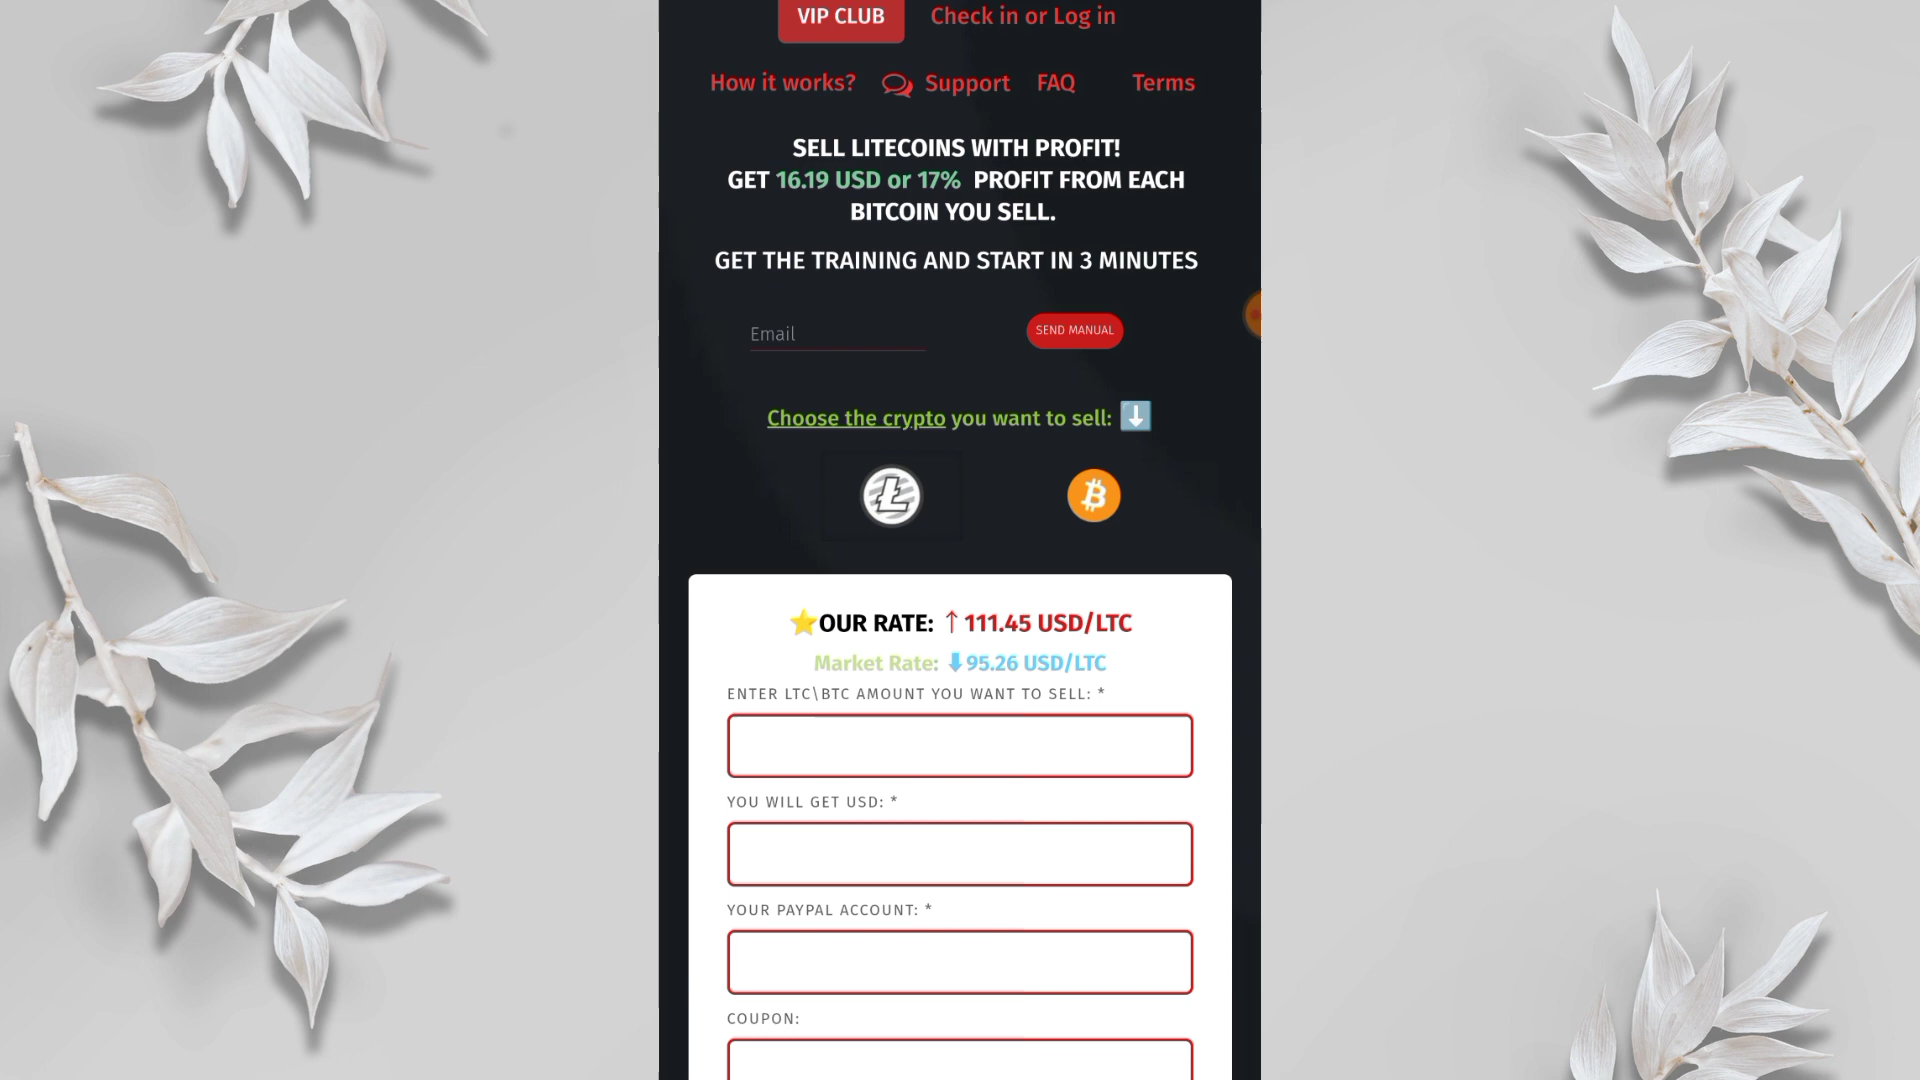 VIP CLUB Check in or Log in
How it works? Support FAQ Terms
SELL LITECOINS WITH PROFIT!
GET 16.19 USD or 17% PROFIT FROM EACH
BITCOIN YOU SELL.
GET THE TRAINING AND START IN 3 MINUTES
Email SEND MANUAL
Choose the crypto you want to sell: ⬇️
⭐OUR RATE: ↑ 111.45 USD/LTC
Market Rate: ⬇95.26 USD/LTC
ENTER LTC\BTC AMOUNT YOU WANT TO SELL: *
YOU WILL GET USD: *
YOUR PAYPAL ACCOUNT: *
COUPON: